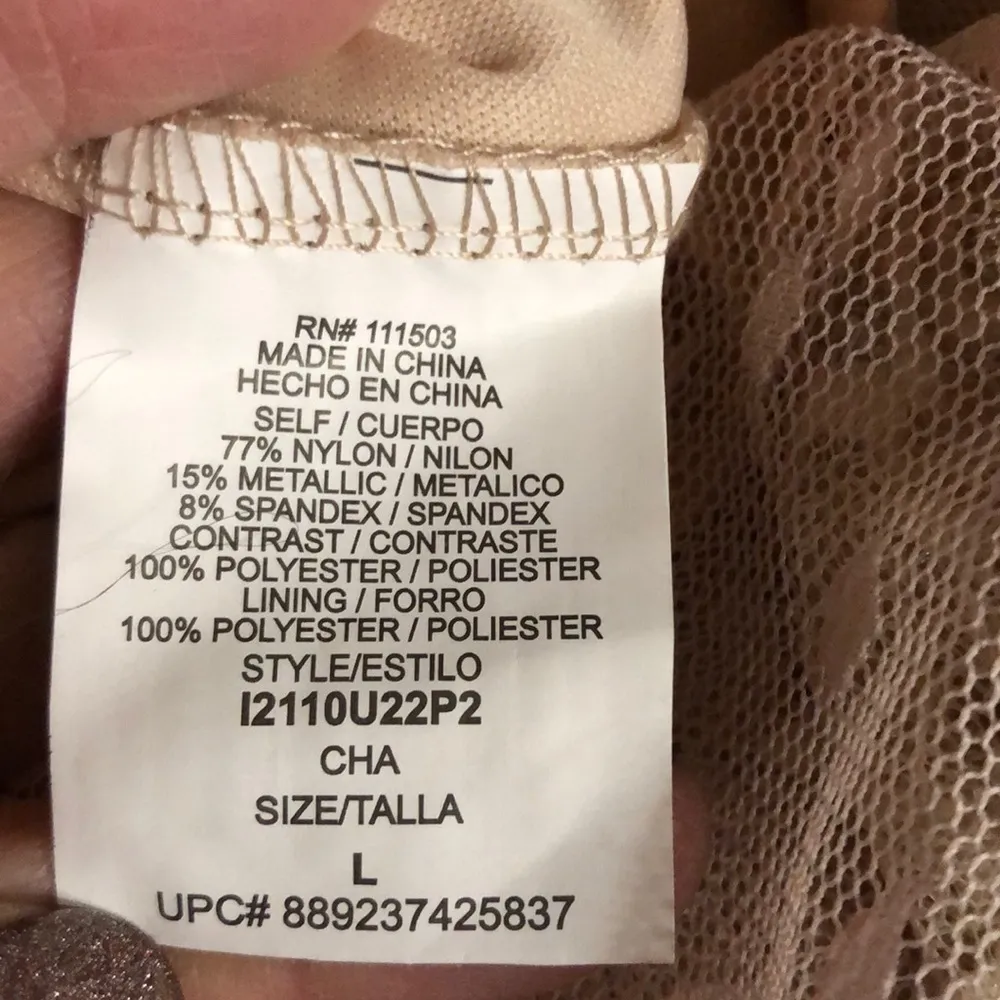 RN# 111503
MADE IN CHINA
HECHO EN CHINA
SELF / CUERPO
77% NYLON / NILON
15% METALLIC / METALICO
8% SPANDEX / SPANDEX
CONTRAST / CONTRASTE
100% POLYESTER / POLIESTER
LINING / FORRO
100% POLYESTER / POLIESTER
STYLE/ESTILO
I2110U22P2
CHA
SIZE/TALLA
L
UPC# 889237425837